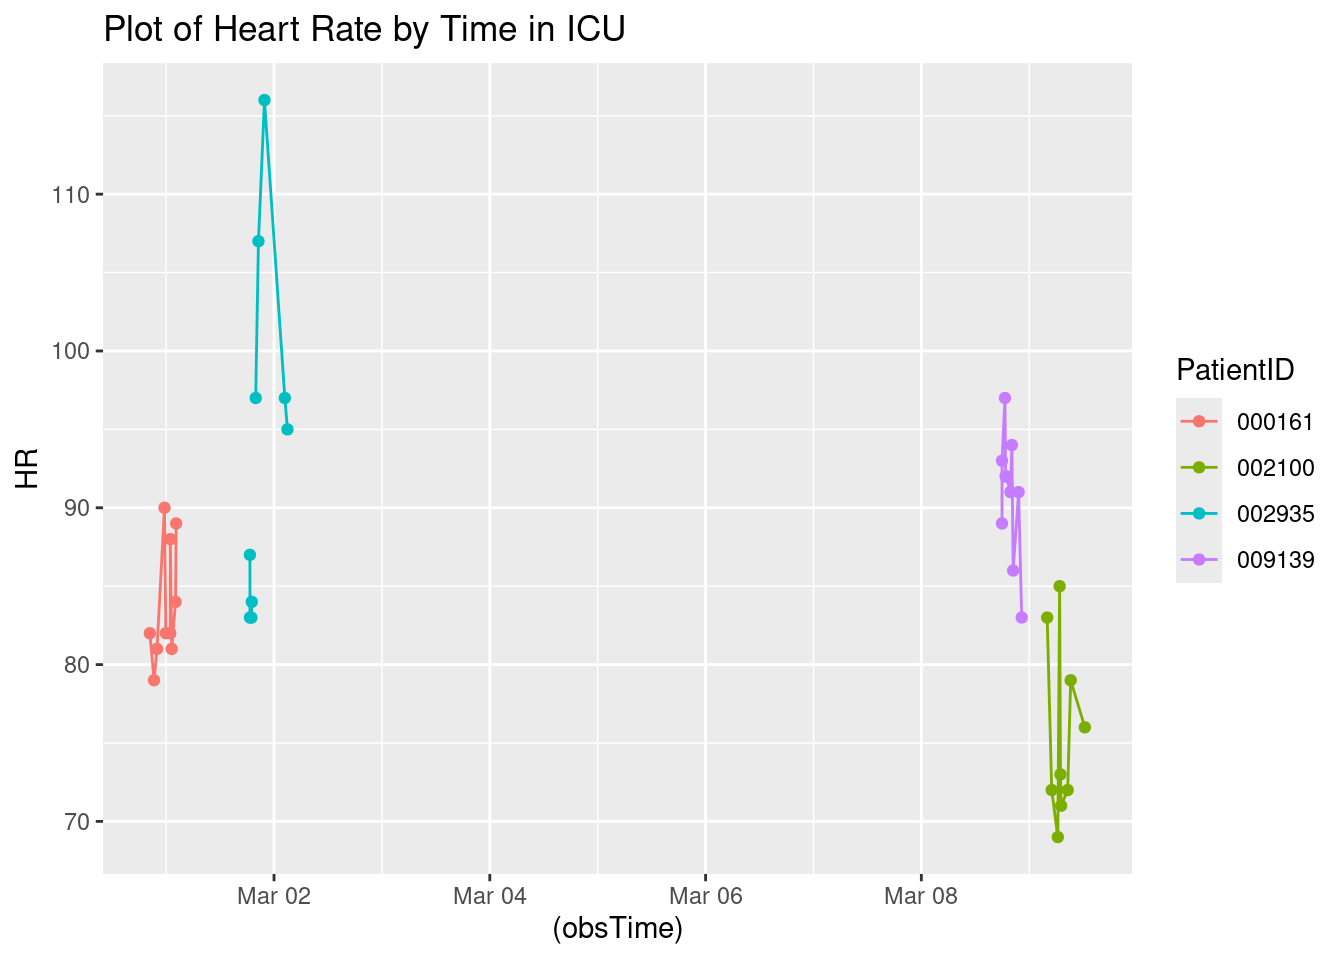 Plot of Heart Rate by Time in ICU
110
100
90
80
70
HR
Mar 02
Mar 04
Mar 06
Mar 08
(obsTime)
PatientID
000161
002100
002935
009139